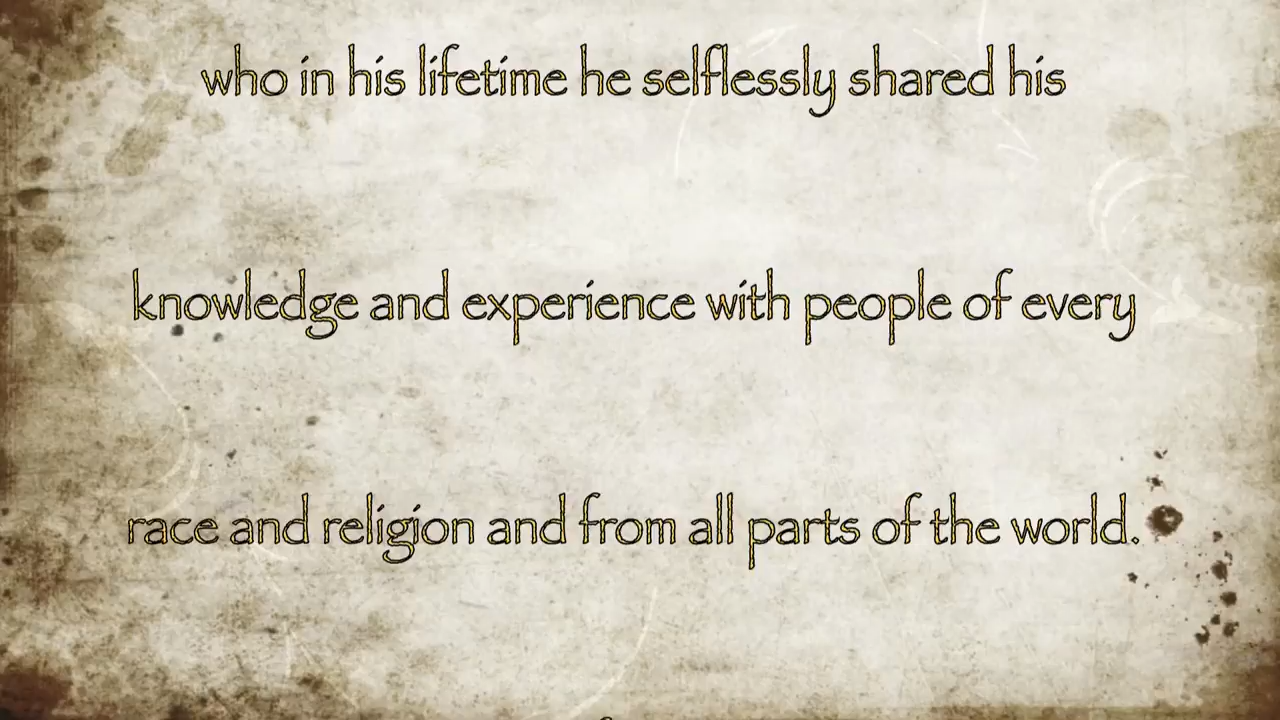 who in his lifetime he selflessly shared his
knowledge and experience with people of every
race and religion and from all parts of the world.